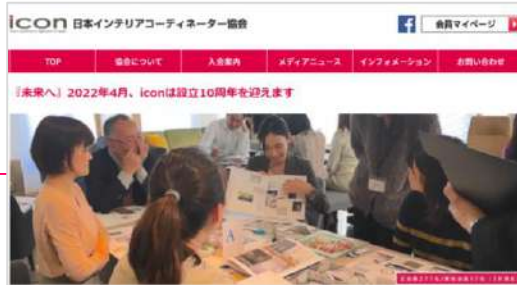 icon 日本インテリアコーディネーター協会
会員マイページ
TOP 協会について 入会案内 メディアニュース インフォメーション お問い合わせ
『未来へ』2022年4月、iconは設立10周年を迎えます